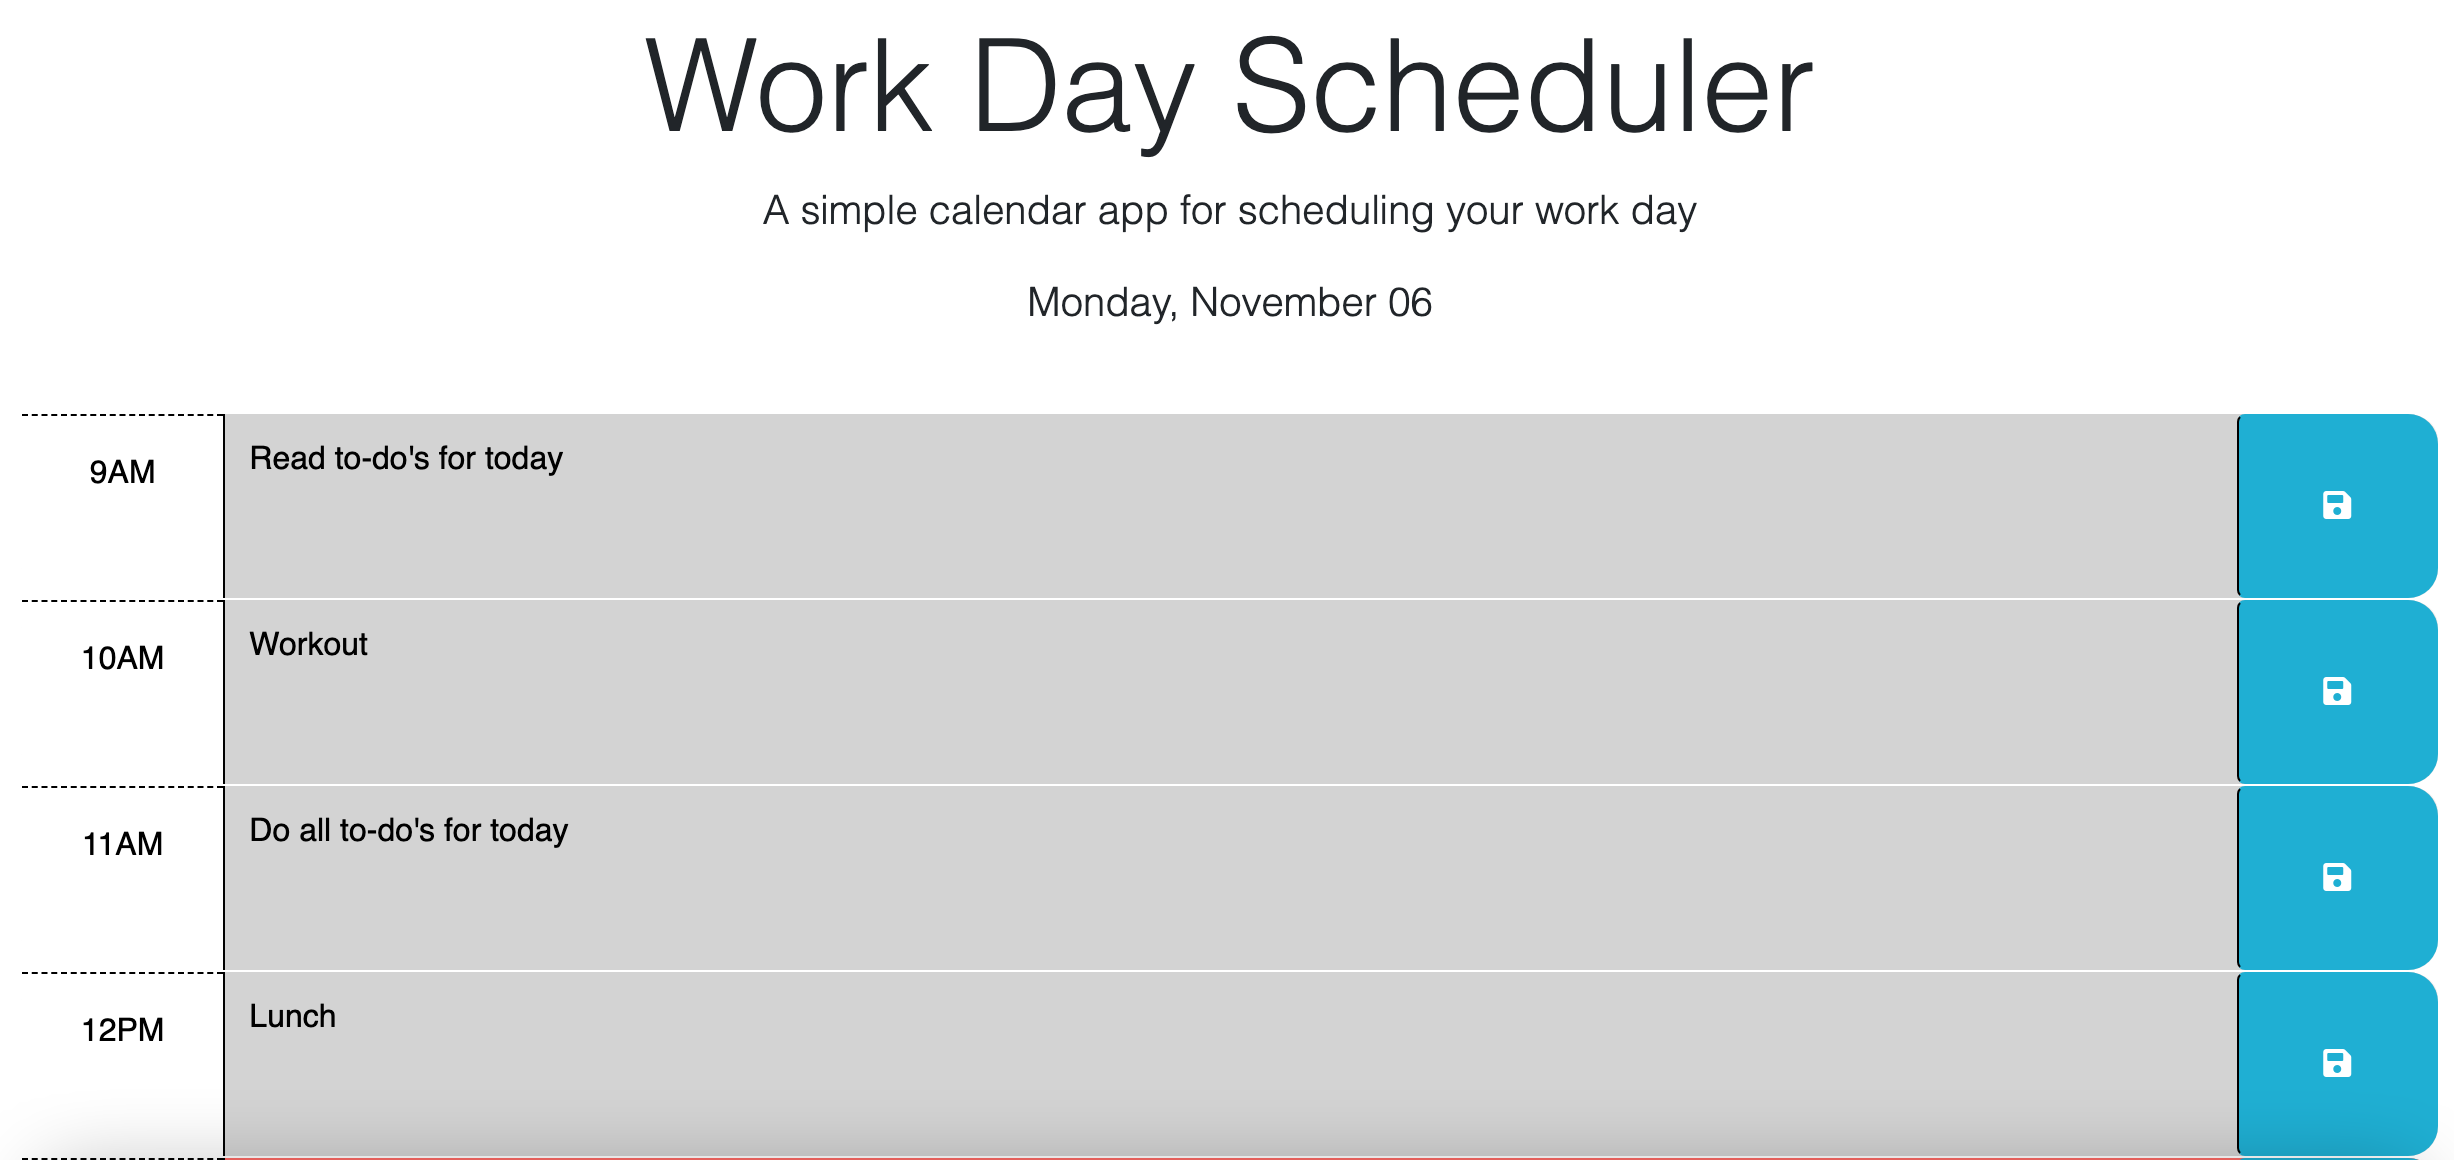 Work Day Scheduler
A simple calendar app for scheduling your work day
Monday, November 06
9AM
Read to-do's for today
10AM
Workout
11AM
Do all to-do's for today
12PM
Lunch